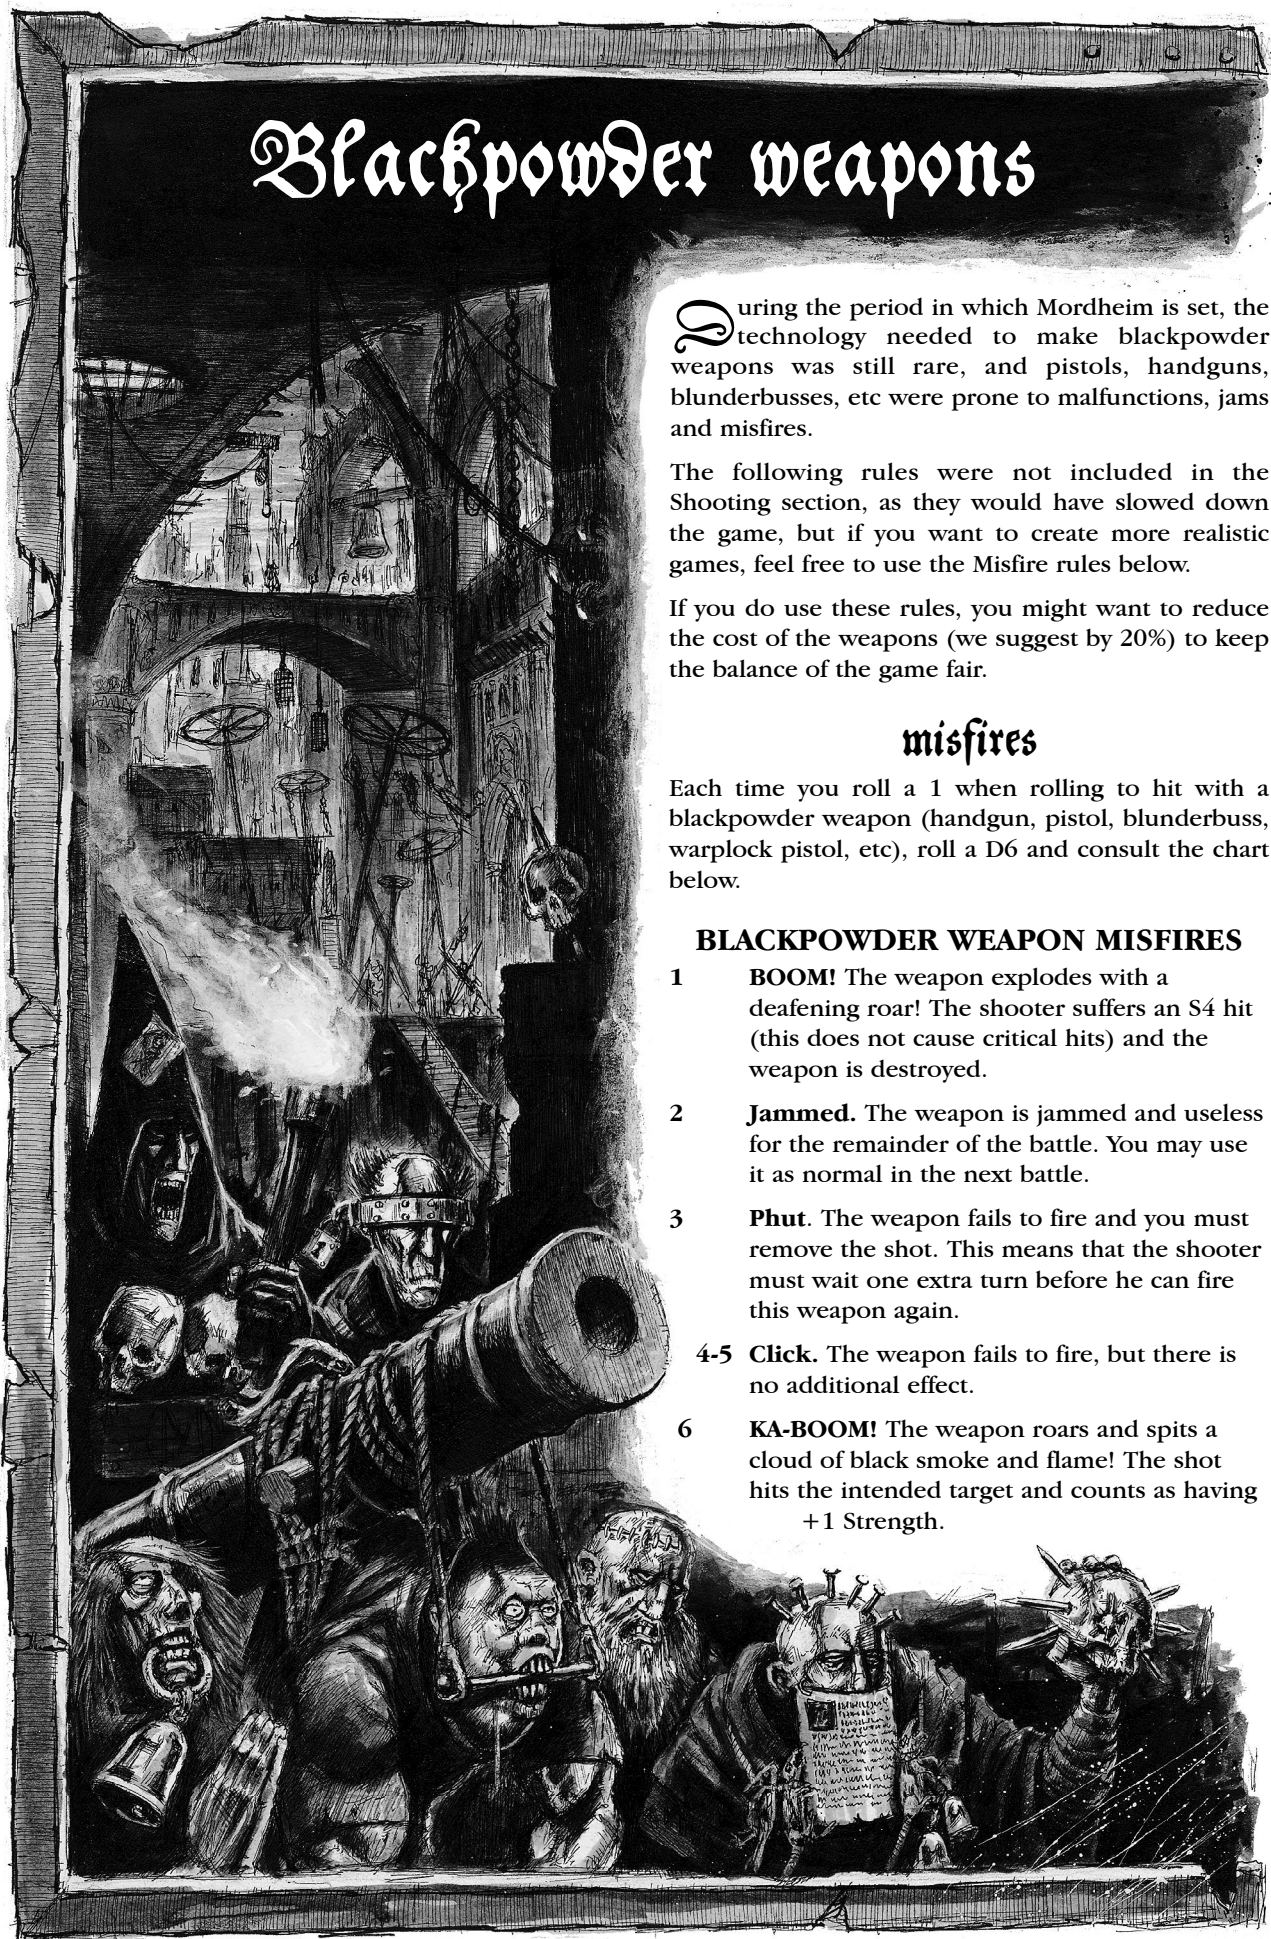 Blackpowder weapons
During the period in which Mordheim is set, the
technology needed to make blackpowder
weapons was still rare, and pistols, handguns,
blunderbusses, etc were prone to malfunctions, jams
and misfires.
The following rules were not included in the
Shooting section, as they would have slowed down
the game, but if you want to create more realistic
games, feel free to use the Misfire rules below.
If you do use these rules, you might want to reduce
the cost of the weapons (we suggest by 20%) to keep
the balance of the game fair.
misfires
Each time you roll a 1 when rolling to hit with a
blackpowder weapon (handgun, pistol, blunderbuss,
warplock pistol, etc), roll a D6 and consult the chart
below.
BLACKPOWDER WEAPON MISFIRES
1 BOOM! The weapon explodes with a
deafening roar! The shooter suffers an S4 hit
(this does not cause critical hits) and the
weapon is destroyed.
2 Jammed. The weapon is jammed and useless
for the remainder of the battle. You may use
it as normal in the next battle.
3 Phut. The weapon fails to fire and you must
remove the shot. This means that the shooter
must wait one extra turn before he can fire
this weapon again.
4-5 Click. The weapon fails to fire, but there is
no additional effect.
6 KA-BOOM! The weapon roars and spits a
cloud of black smoke and flame! The shot
hits the intended target and counts as having
+1 Strength.